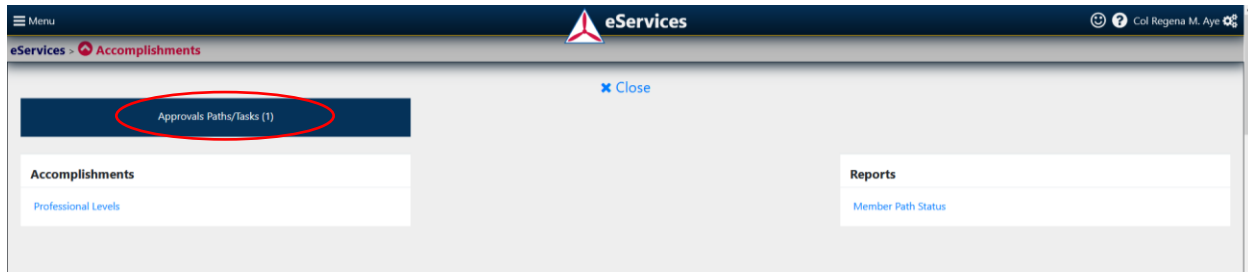 Menu
eServices
Col Regena M. Aye
eServices > Accomplishments
Close
Approvals Paths/Tasks (1)
Accomplishments
Reports
Professional Levels
Member Path Status